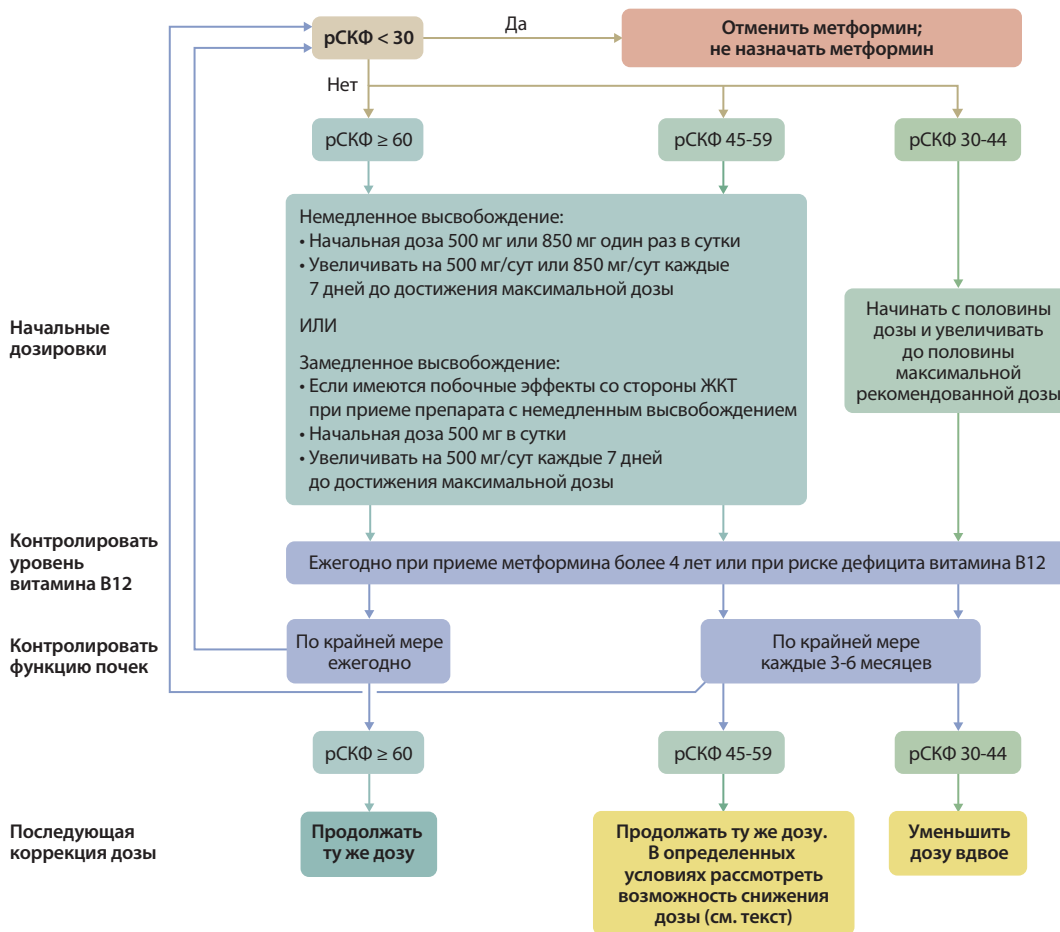 рСКФ < 30
Да
Отменить метформин;
не назначать метформин
Нет
рСКФ ≥ 60
рСКФ 45-59
рСКФ 30-44
Начальные
дозировки
Немедленное высвобождение:
• Начальная доза 500 мг или 850 мг один раз в сутки
• Увеличивать на 500 мг/сут или 850 мг/сут каждые
7 дней до достижения максимальной дозы
ИЛИ
Замедленное высвобождение:
• Если имеются побочные эффекты со стороны ЖКТ
при приеме препарата с немедленным высвобождением
• Начальная доза 500 мг в сутки
• Увеличивать на 500 мг/сут каждые 7 дней
до достижения максимальной дозы
Начинать с половины
дозы и увеличивать
до половины
максимальной
рекомендованной дозы
Контролировать
уровень
витамина В12
Ежегодно при приеме метформина более 4 лет или при риске дефицита витамина В12
Контролировать
функцию почек
По крайней мере
ежегодно
По крайней мере
каждые 3-6 месяцев
рСКФ ≥ 60
рСКФ 45-59
рСКФ 30-44
Последующая
коррекция дозы
Продолжать
ту же дозу
Продолжать ту же дозу.
В определенных
условиях рассмотреть
возможность снижения
дозы (см. текст)
Уменьшить
дозу вдвое